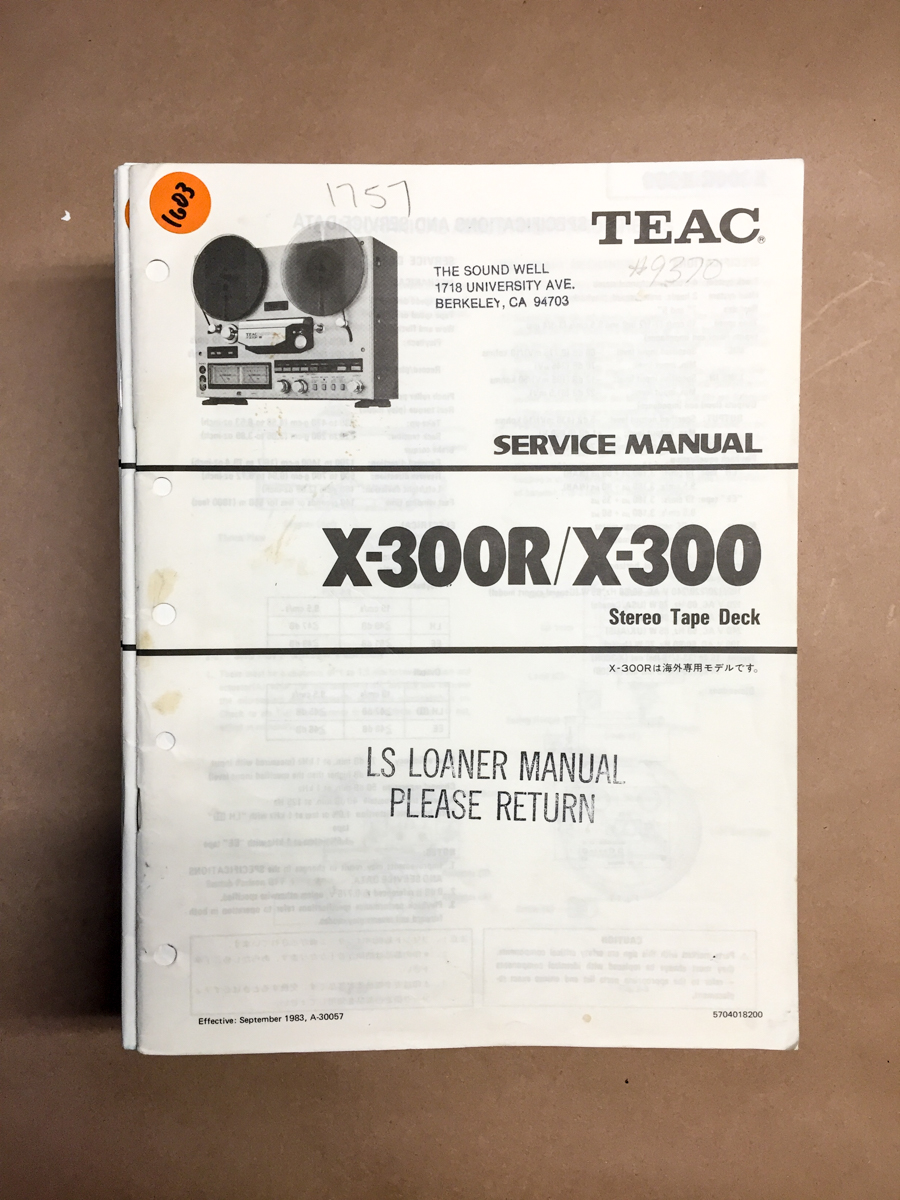 1603
1757
TEAC®
#9370
THE SOUND WELL
1718 UNIVERSITY AVE.
BERKELEY, CA 94703
TEAC
SERVICE MANUAL
X-300R/X-300
Stereo Tape Deck
X-300Rは海外専用モデルです。
LS LOANER MANUAL
PLEASE RETURN
Effective: September 1983, A-30057
5704018200